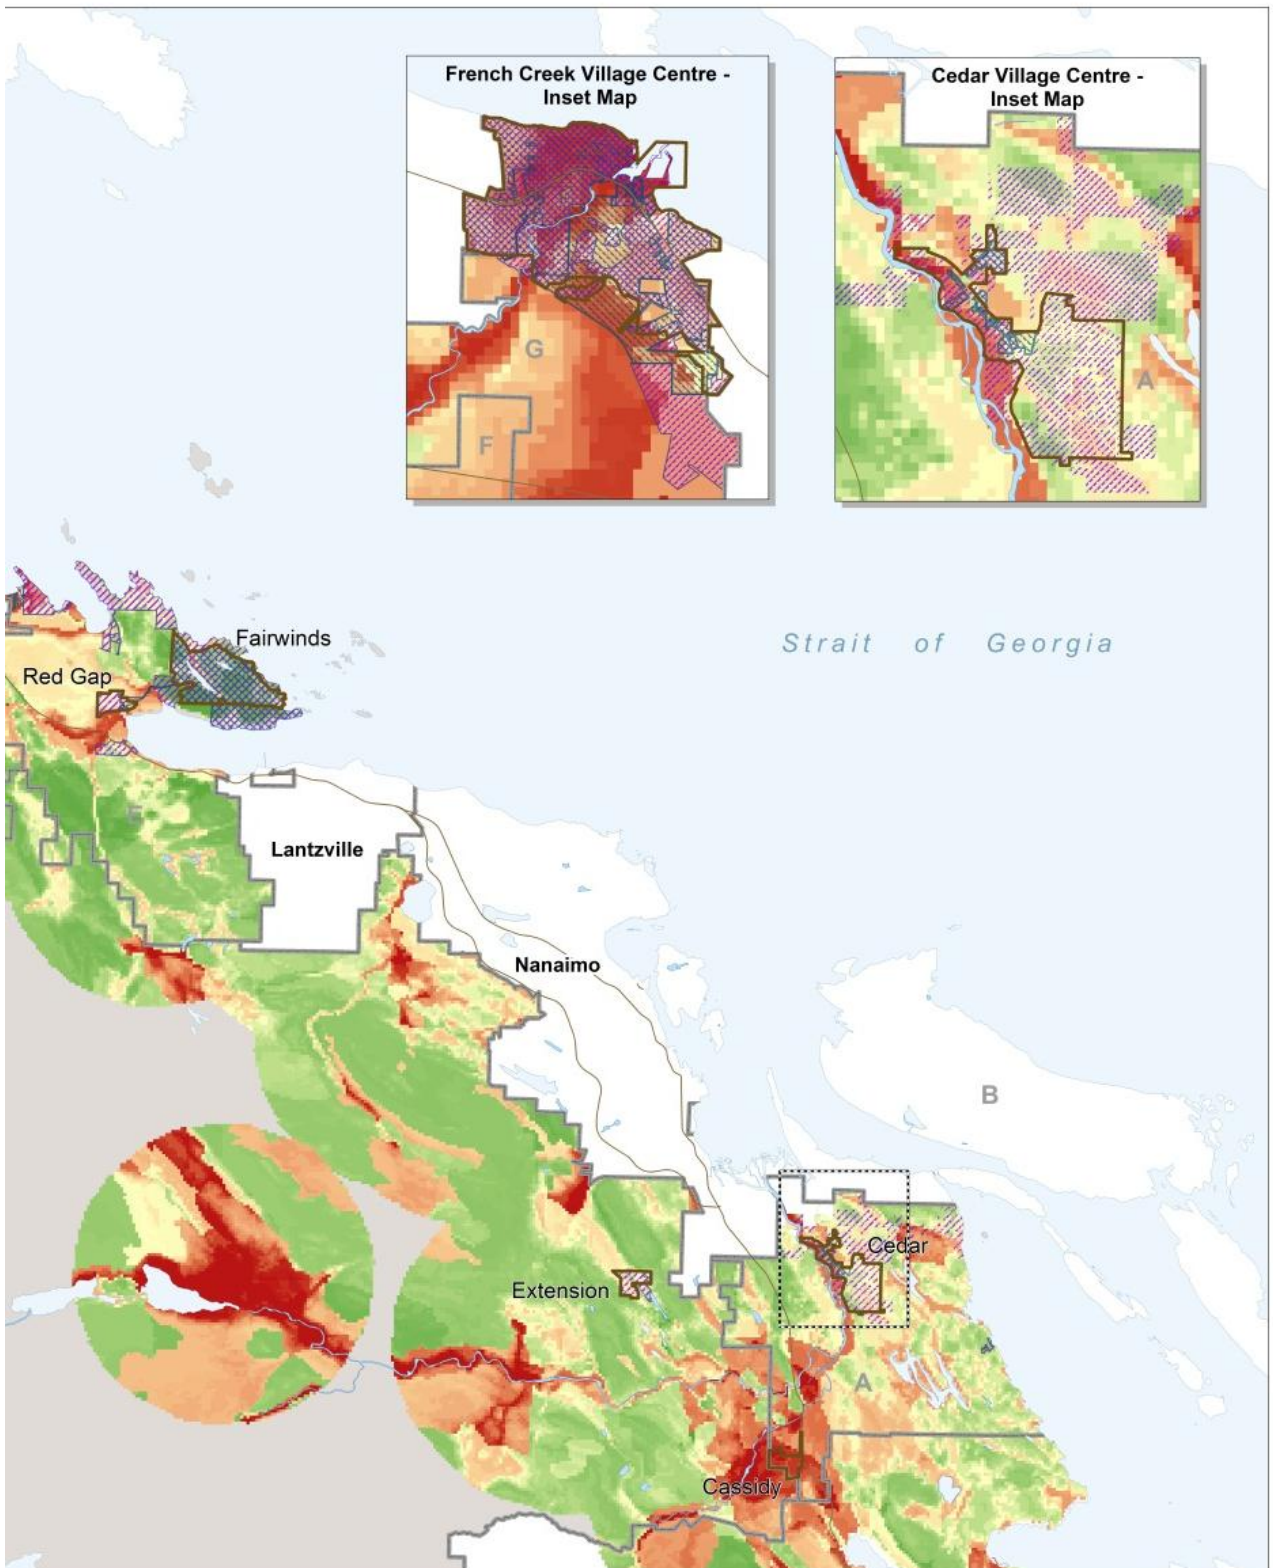 French Creek Village Centre -
Inset Map
Cedar Village Centre -
Inset Map
G
F
A
Strait of Georgia
Fairwinds
Red Gap
E
Lantzville
Nanaimo
B
Cedar
Extension
A
Cassidy